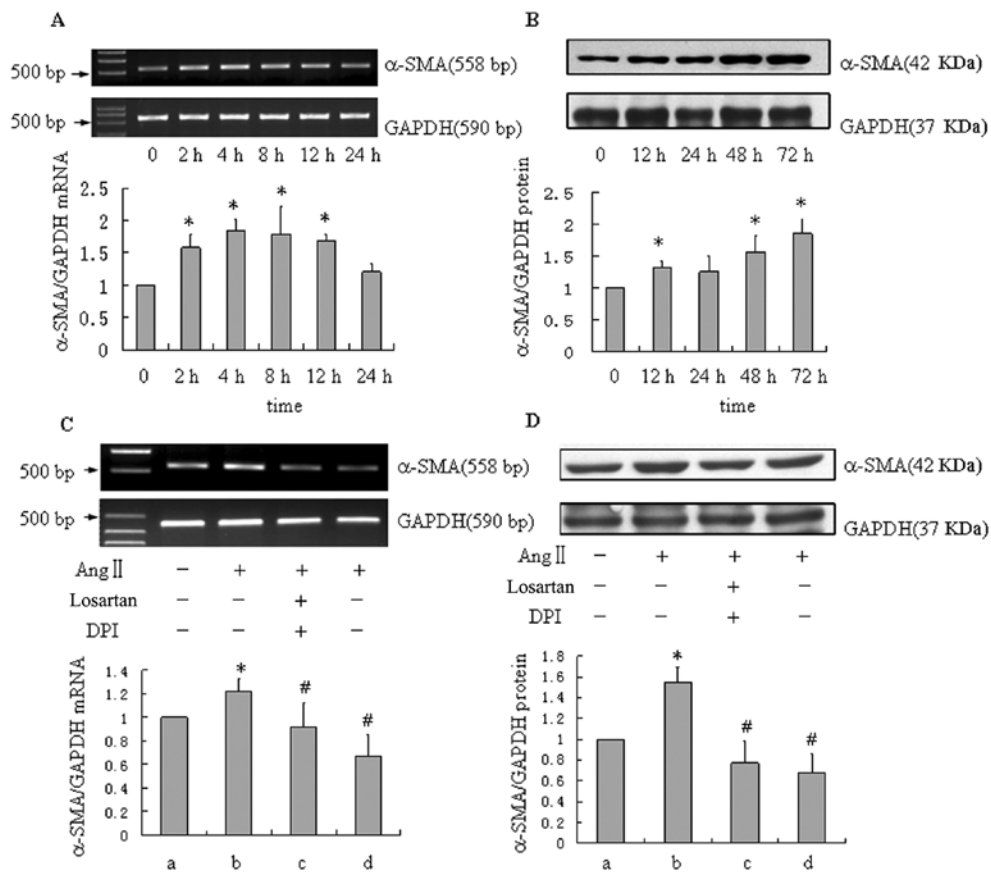 A
500 bp
α-SMA(558 bp)
500 bp
GAPDH(590 bp)
0 2 h 4 h 8 h 12 h 24 h
α-SMA/GAPDH mRNA
2.5
2
1.5
1
0.5
0
* * * *
0 2 h 4 h 8 h 12 h 24 h
time
B
α-SMA(42 KDa)
GAPDH(37 KDa)
0 12 h 24 h 48 h 72 h
α-SMA/GAPDH protein
2.5
2
1.5
1
0.5
0
* * *
0 12 h 24 h 48 h 72 h
time
C
500 bp
α-SMA(558 bp)
500 bp
GAPDH(590 bp)
AngⅡ − + + +
Losartan − − + −
DPI − − + −
α-SMA/GAPDH mRNA
1.4
1.2
1
0.8
0.6
0.4
0.2
0
* # #
a b c d
D
α-SMA(42 KDa)
GAPDH(37 KDa)
AngⅡ − + + +
Losartan − − + −
DPI − − + −
α-SMA/GAPDH protein
1.8
1.6
1.4
1.2
1
0.8
0.6
0.4
0.2
0
* # #
a b c d